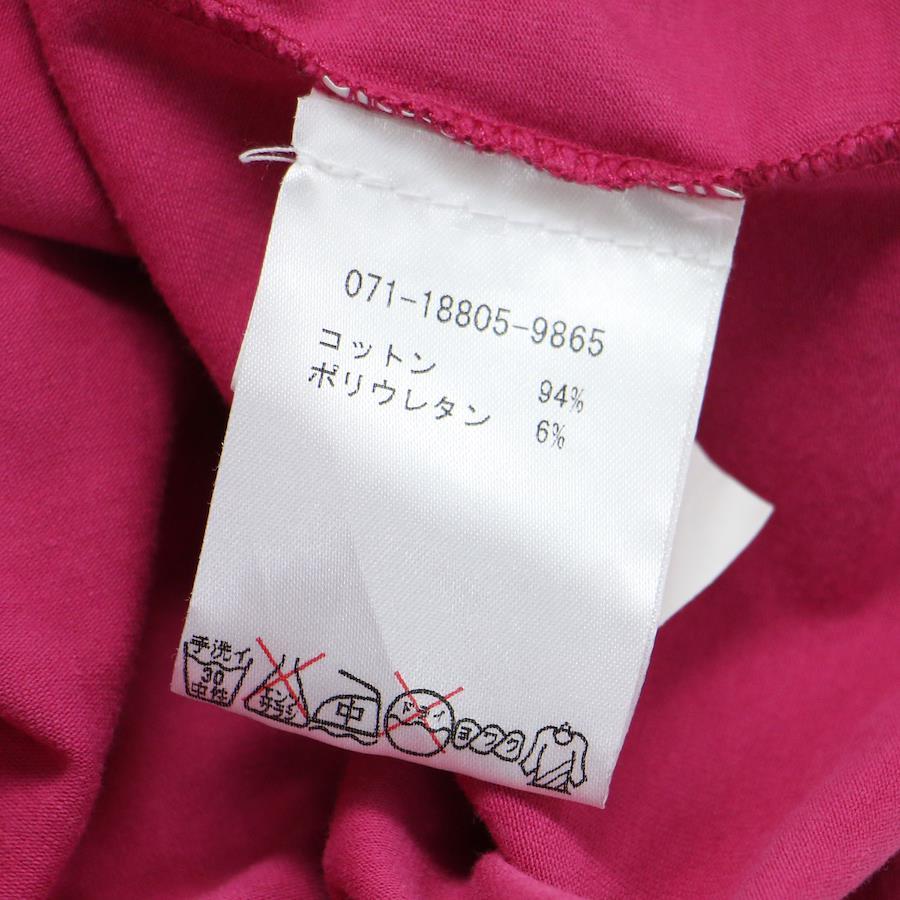 071-18805-9865
コットン 94%
ポリウレタン 6%
手洗イ
30
中性
エンソ
サラシ
中
ドライ
ヨワク